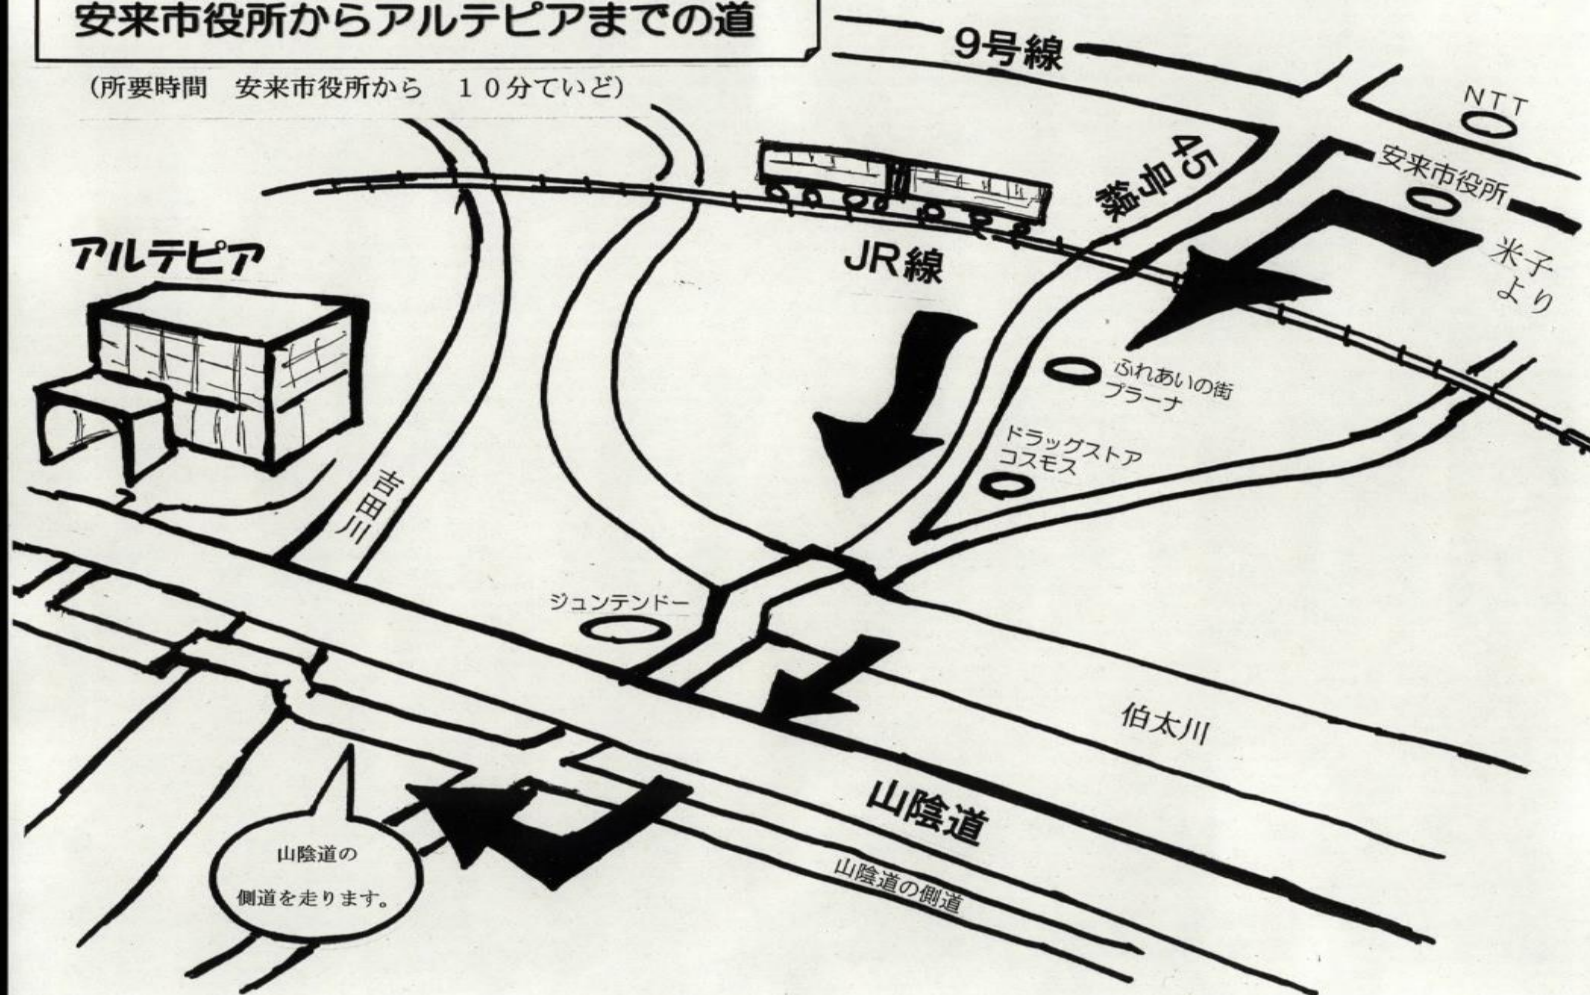 安来市役所からアルテピアまでの道
(所要時間　安来市役所から　１０分ていど)
9号線
NTT
45号線
安来市役所
米子
より
JR線
アルテピア
ふれあいの街
プラーナ
ドラッグストア
コスモス
吉田川
ジュンテンドー
伯太川
山陰道
山陰道の側道
山陰道の
側道を走ります。